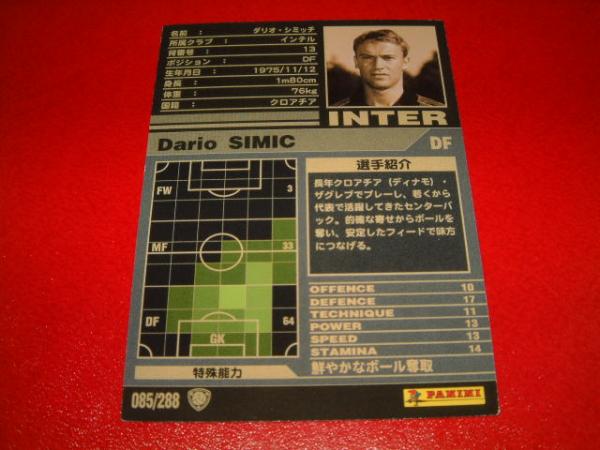 名前 : ダリオ・シミッチ
所属クラブ : インテル
背番号 : 13
ポジション : DF
生年月日 : 1975/11/12
身長 : 1m80cm
体重 : 76kg
国籍 : クロアチア
INTER
Dario SIMIC DF
FW 3
MF 33
DF 64
GK
選手紹介
長年クロアチア（ディナモ）・
ザグレブでプレーし、若くから
代表で活躍してきたセンターバ
ック。的確な寄せからボールを
奪い、安定したフィードで味方
につなげる。
OFFENCE 10
DEFENCE 17
TECHNIQUE 11
POWER 13
SPEED 13
STAMINA 14
特殊能力 鮮やかなボール奪取
085/288
PANINI